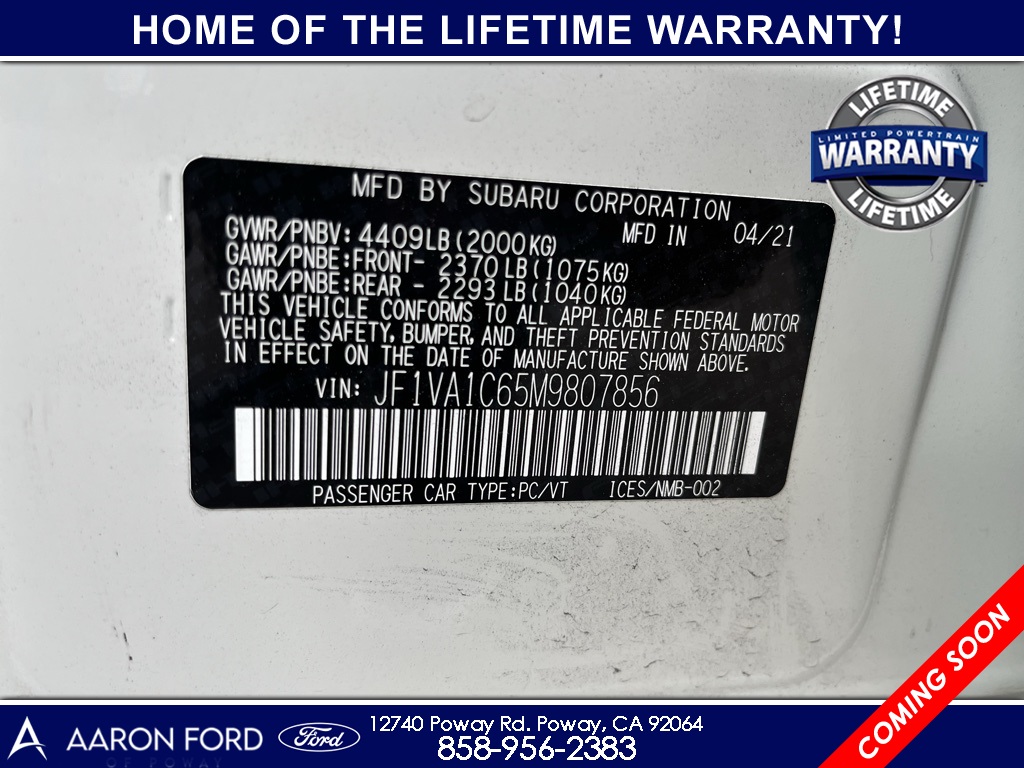 HOME OF THE LIFETIME WARRANTY!
LIFETIME
LIMITED POWERTRAIN
WARRANTY
LIFETIME
MFD BY SUBARU CORPORATION
GVWR/PNBV: 4409LB(2000KG) MFD IN 04/21
GAWR/PNBE:FRONT- 2370LB(1075KG)
GAWR/PNBE:REAR - 2293LB(1040KG)
THIS VEHICLE CONFORMS TO ALL APPLICABLE FEDERAL MOTOR
VEHICLE SAFETY, BUMPER, AND THEFT PREVENTION STANDARDS
IN EFFECT ON THE DATE OF MANUFACTURE SHOWN ABOVE.
VIN: JF1VA1C65M9807856
PASSENGER CAR TYPE:PC/VT ICES/NMB-002
COMING SOON
AARON FORD
OF POWAY
Ford
12740 Poway Rd. Poway, CA 92064
858-956-2383